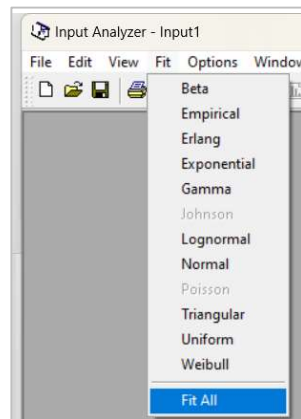 Input Analyzer - Input1
File Edit View Fit Options Window
Beta
Empirical
Erlang
Exponential
Gamma
Johnson
Lognormal
Normal
Poisson
Triangular
Uniform
Weibull
Fit All